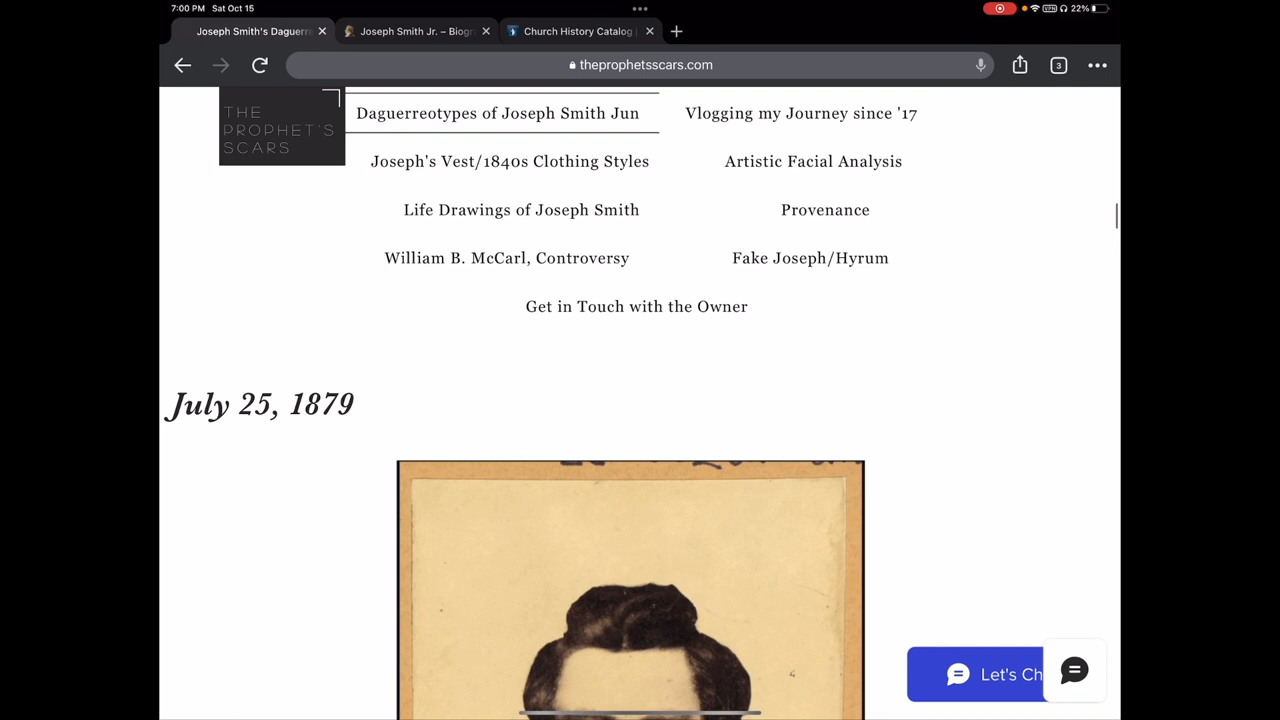 7:00 PM Sat Oct 15
VPN 22%
Joseph Smith's Daguerr
Joseph Smith Jr. – Biogr
Church History Catalog
theprophetsscars.com
3
THE
PROPHET'S
SCARS
Daguerreotypes of Joseph Smith Jun
Vlogging my Journey since '17
Joseph's Vest/1840s Clothing Styles
Artistic Facial Analysis
Life Drawings of Joseph Smith
Provenance
William B. McCarl, Controversy
Fake Joseph/Hyrum
Get in Touch with the Owner
July 25, 1879
Let's Ch